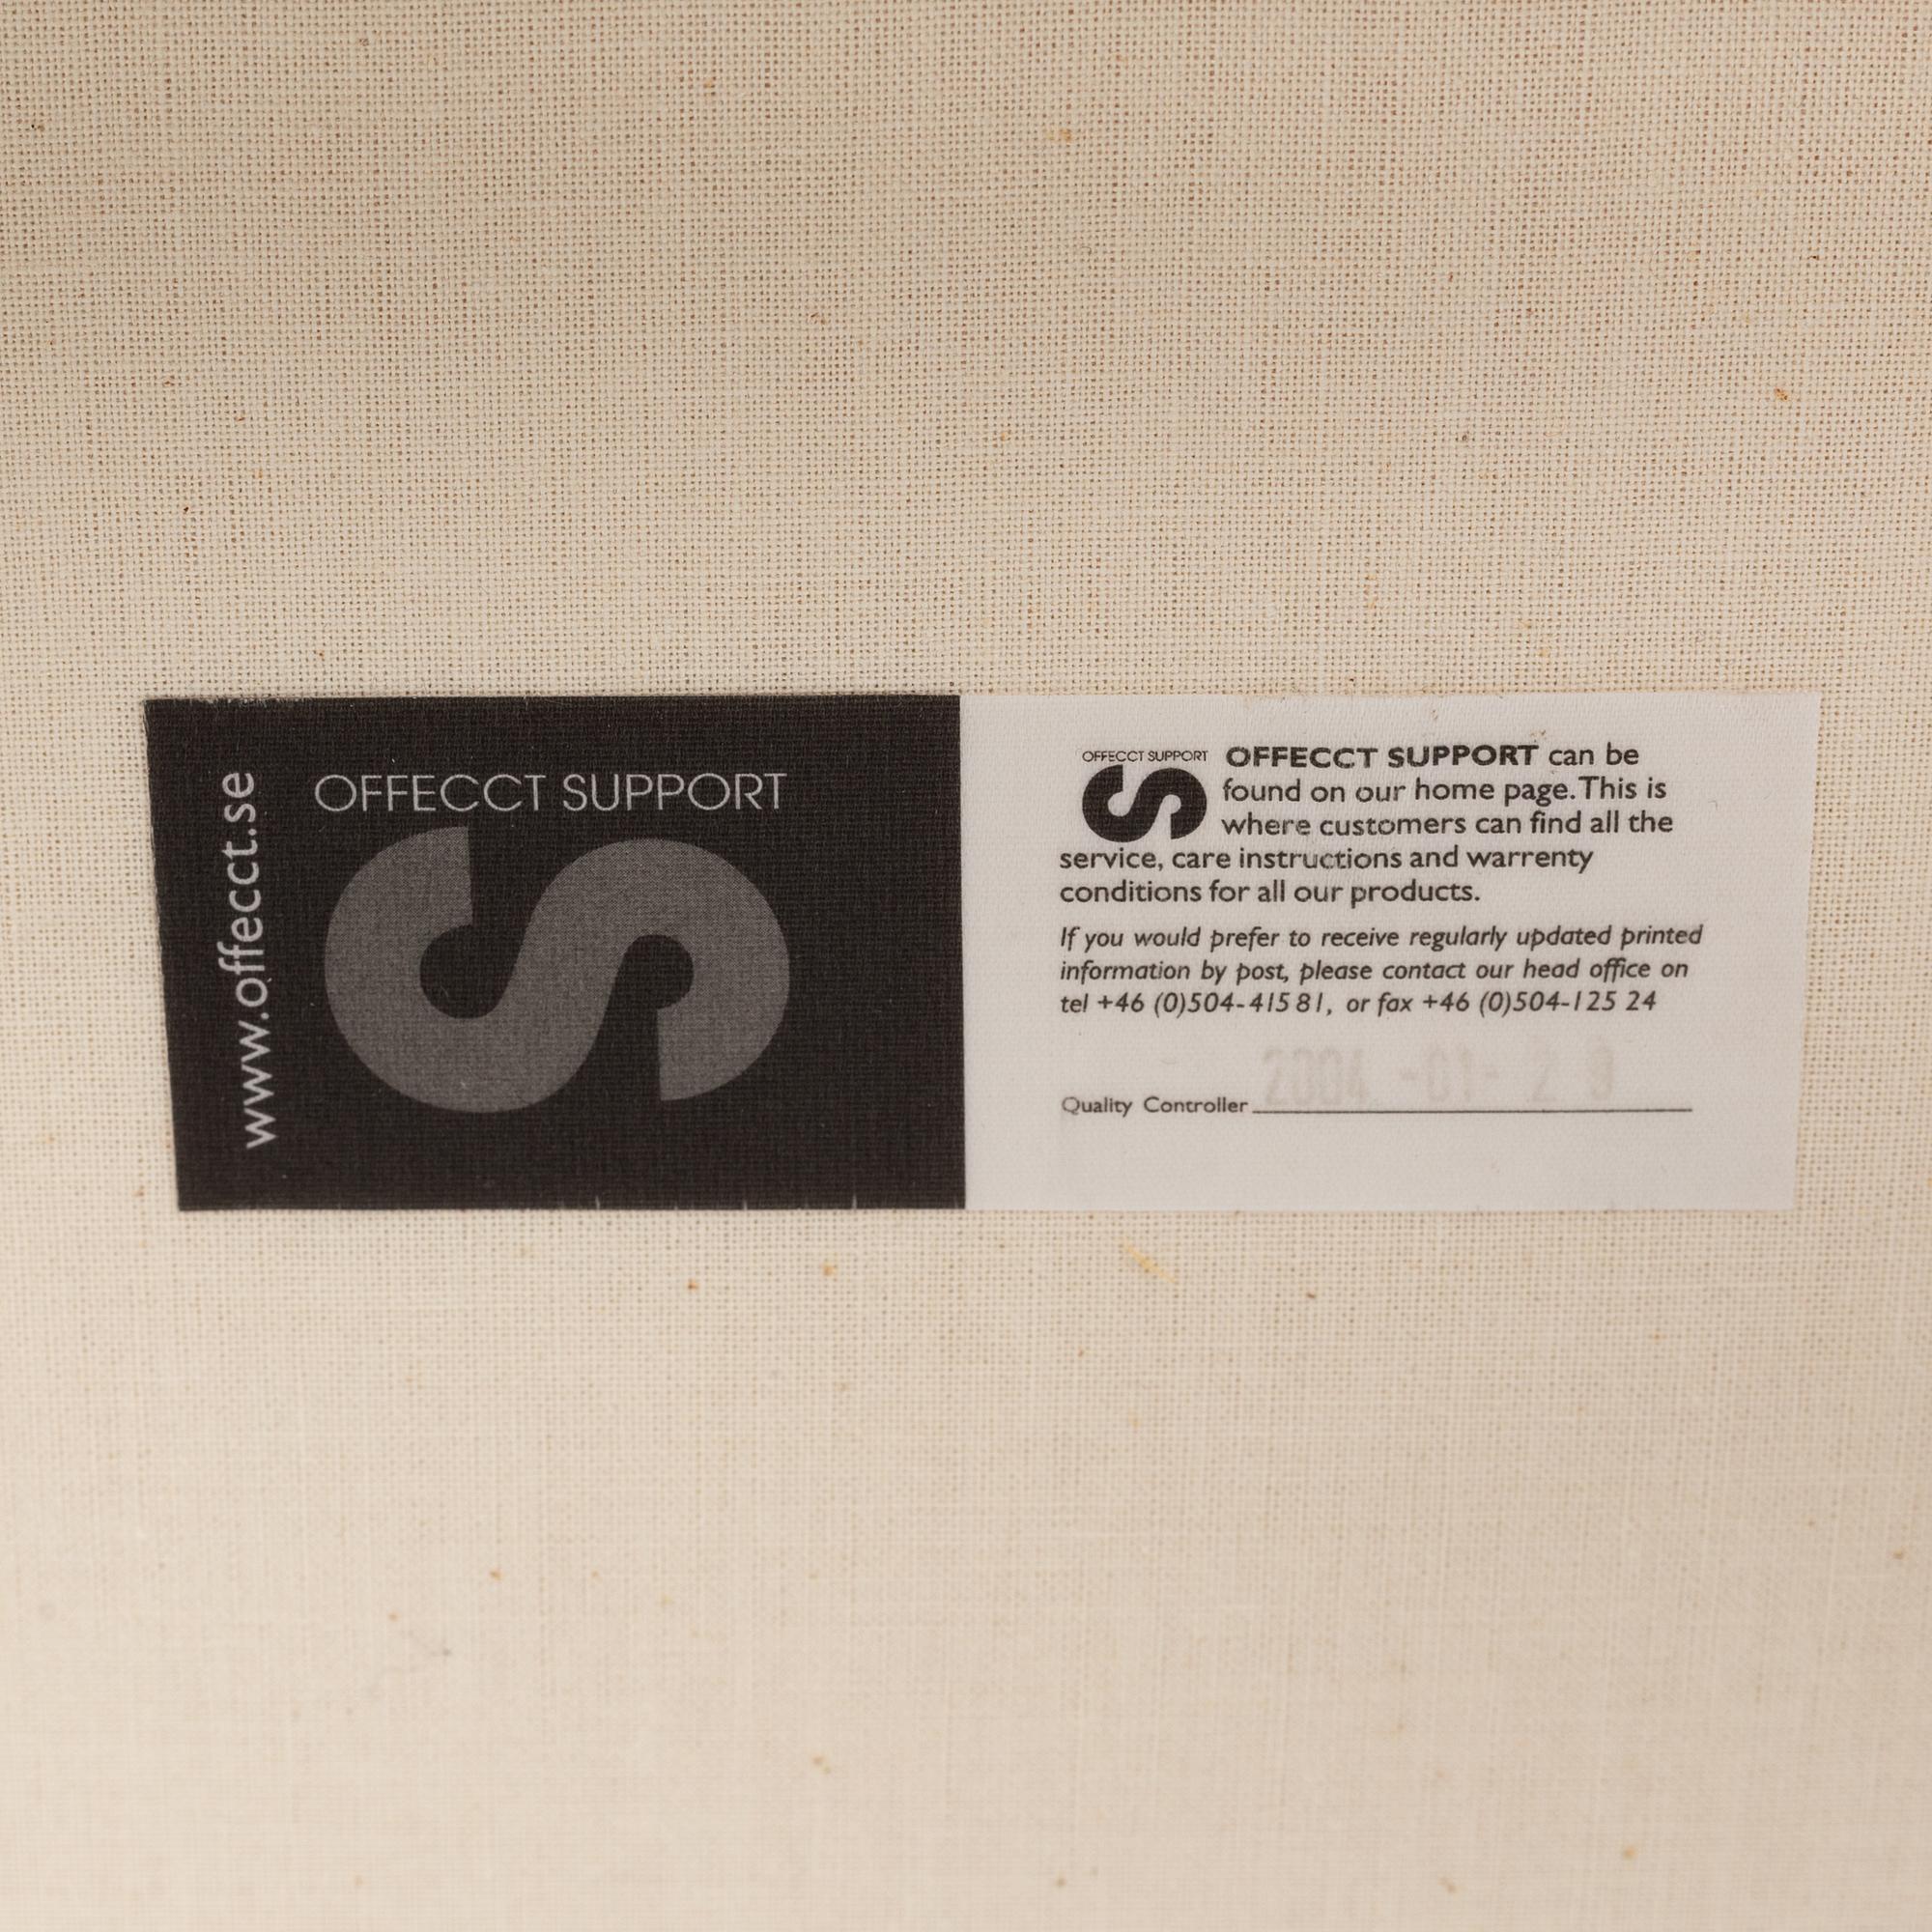 www.offecct.se
OFFECCT SUPPORT
OFFECCT SUPPORT
OFFECCT SUPPORT can be
found on our home page. This is
where customers can find all the
service, care instructions and warrenty
conditions for all our products.
If you would prefer to receive regularly updated printed
information by post, please contact our head office on
tel +46 (0)504-415 81, or fax +46 (0)504-125 24
2004 -01- 2
Quality Controller